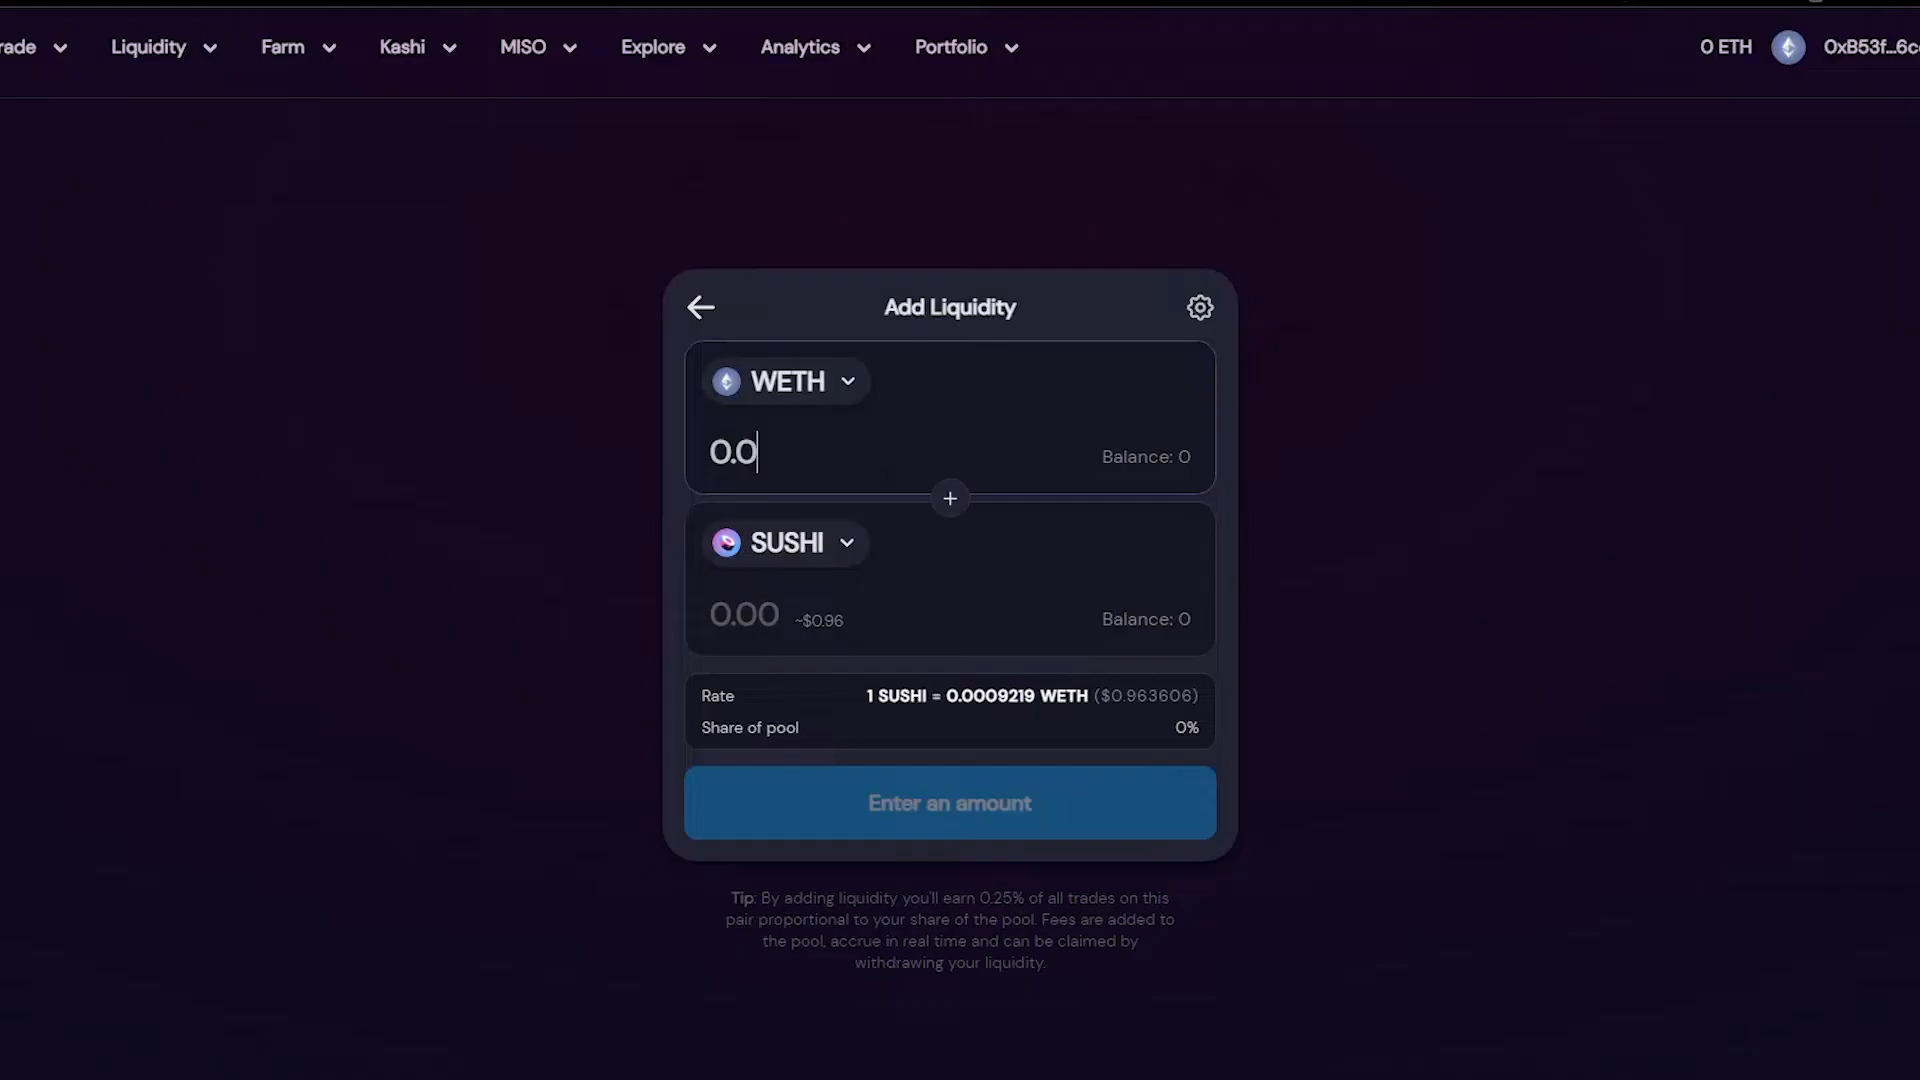 rade Liquidity Farm Kashi MISO Explore Analytics Portfolio 0 ETH 0xB53f...6c
Add Liquidity
WETH
0.0 Balance: 0
+
SUSHI
0.00 ~$0.96 Balance: 0
Rate 1 SUSHI = 0.0009219 WETH ($0.963606)
Share of pool 0%
Enter an amount
Tip: By adding liquidity you'll earn 0.25% of all trades on this
pair proportional to your share of the pool. Fees are added to
the pool, accrue in real time and can be claimed by
withdrawing your liquidity.